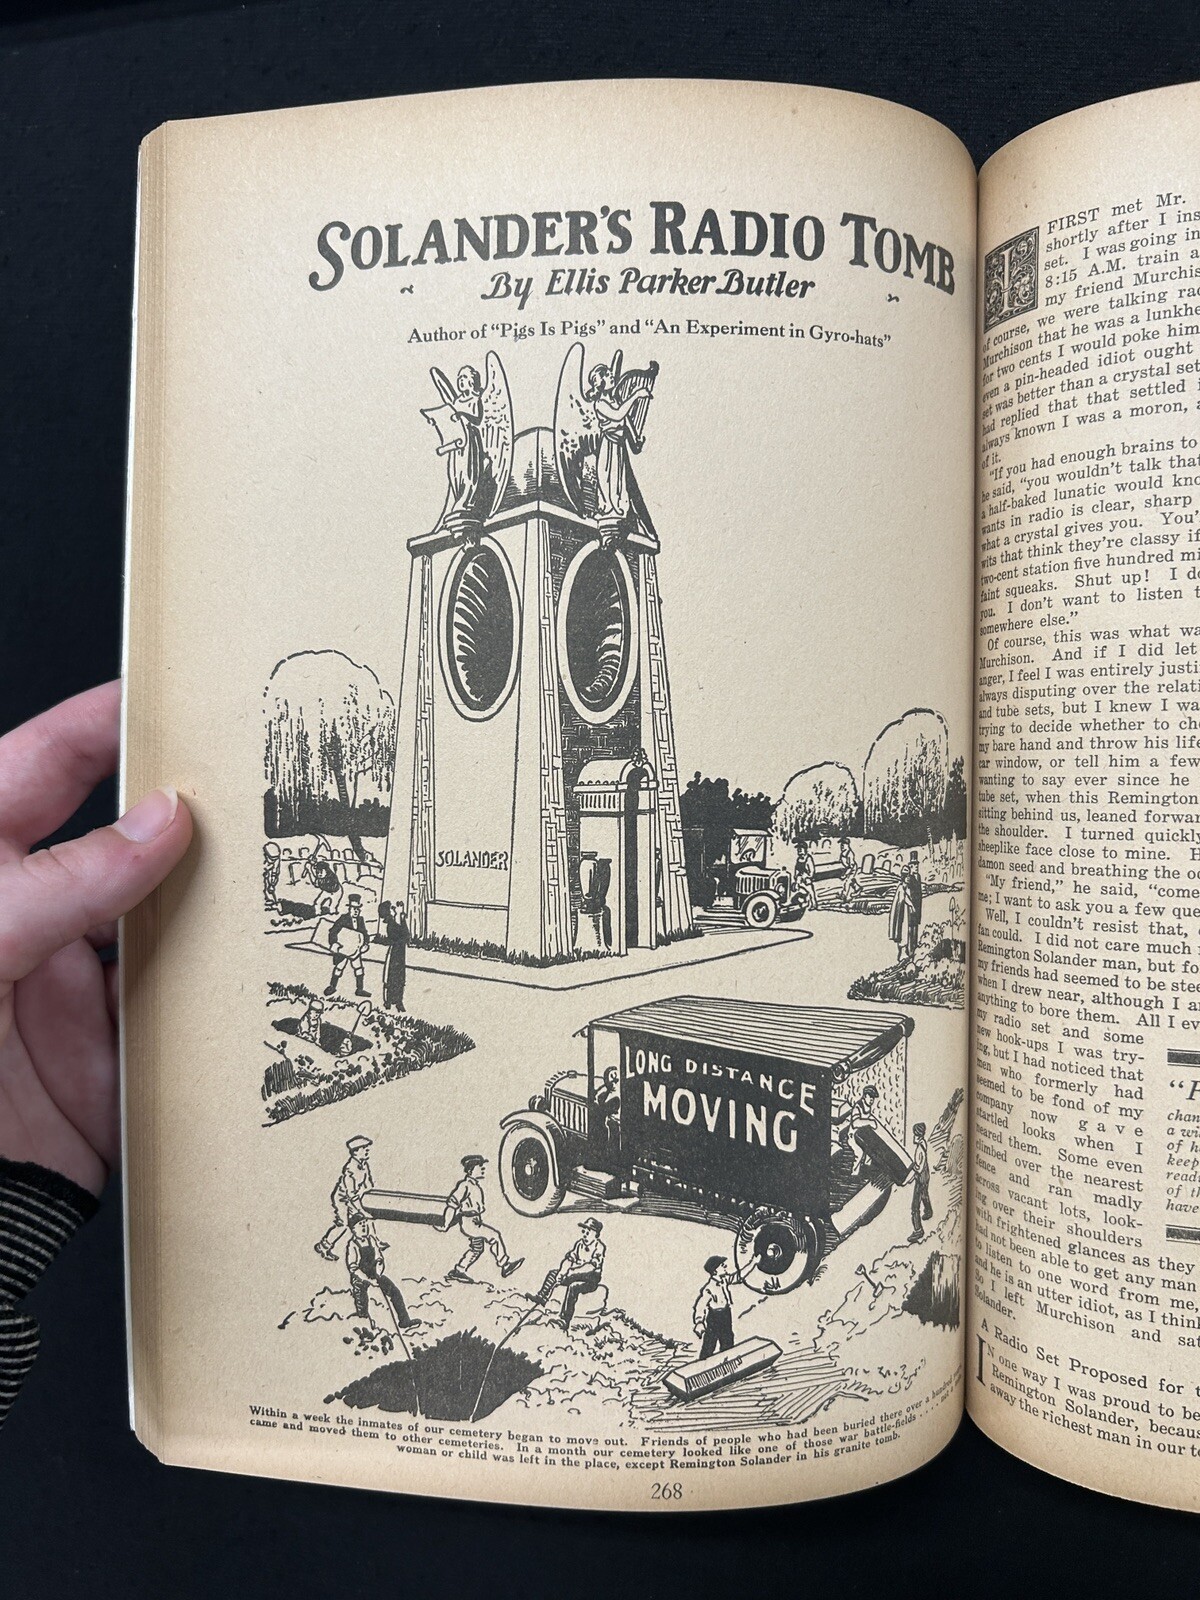 SOLANDER'S RADIO TOMB
By Ellis Parker Butler
Author of "Pigs Is Pigs" and "An Experiment in Gyro-hats"
SOLANDER
LONG DISTANCE
MOVING
Within a week the inmates of our cemetery began to move out. Friends of people who had been buried there over a hundred
came and moved them to other cemeteries. In a month our cemetery looked like one of those war battle-fields . . . . not a
woman or child was left in the place, except Remington Solander in his granite tomb.
268
I FIRST met Mr.
shortly after I ins
set. I was going in
8:15 A.M. train a
my friend Murchis
of course, we were talking rad
Murchison that he was a lunkhe
for two cents I would poke him
even a pin-headed idiot ought
set was better than a crystal set
had replied that that settled i
always known I was a moron, a
of it.
"If you had enough brains to
he said, "you wouldn't talk that
a half-baked lunatic would kno
wants in radio is clear, sharp
what a crystal gives you. You'
wits that think they're classy if
two-cent station five hundred mi
faint squeaks. Shut up! I do
you. I don't want to listen t
somewhere else."
Of course, this was what wa
Murchison. And if I did let
anger, I feel I was entirely justi
always disputing over the relati
and tube sets, but I knew I wa
trying to decide whether to cho
my bare hand and throw his life
car window, or tell him a few
wanting to say ever since he
tube set, when this Remington
sitting behind us, leaned forwar
the shoulder. I turned quickly
sheeplike face close to mine. H
damon seed and breathing the o
"My friend," he said, "come
me; I want to ask you a few que
Well, I couldn't resist that,
fan could. I did not care much
Remington Solander man, but fo
my friends had seemed to be stee
when I drew near, although I a
anything to bore them. All I ev
my radio set and some
new hook-ups I was try-
ing, but I had noticed that
men who formerly had
seemed to be fond of my
company now gave
startled looks when I
neared them. Some even
climbed over the nearest
fence and ran madly
across vacant lots, look-
ing over their shoulders
with frightened glances as they
had not been able to get any man
to listen to one word from me,
and he is an utter idiot, as I think
So I left Murchison and sat
Solander.
chan
a wi
of h
keep
readi
of th
have
A Radio Set Proposed for t
IN one way I was proud to be
Remington Solander, becaus
away the richest man in our to